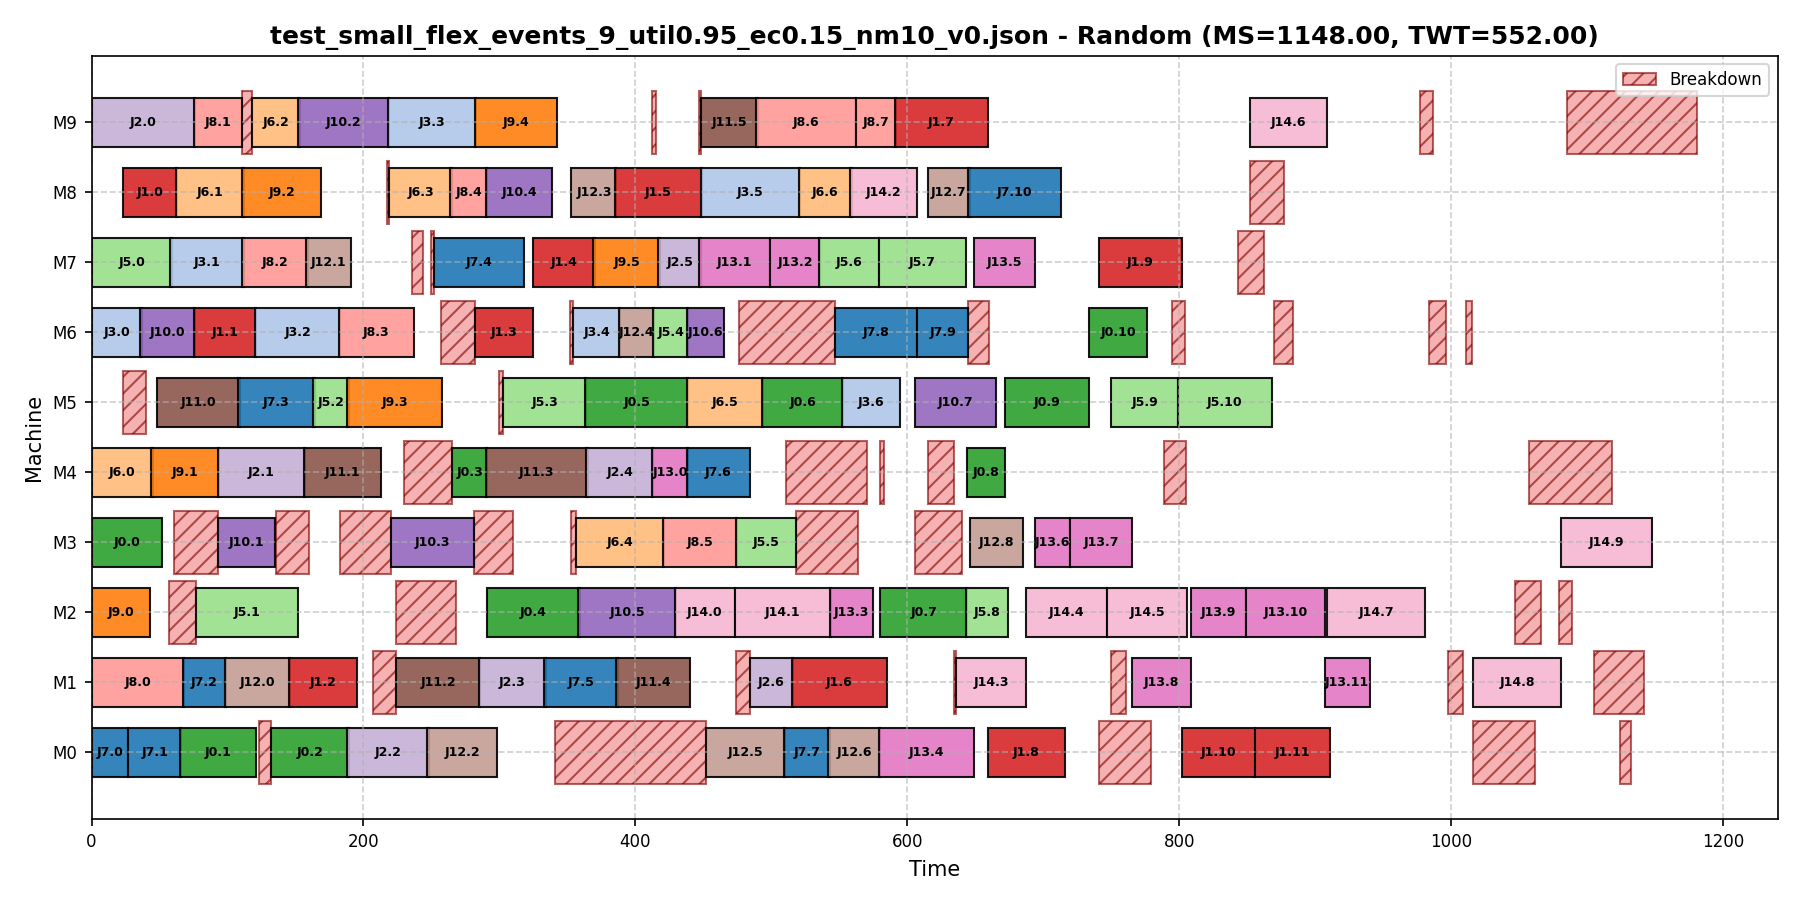 test_small_flex_events_9_util0.95_ec0.15_nm10_v0.json - Random (MS=1148.00, TWT=552.00)
Breakdown
Machine
M9 J2.0 J8.1 J6.2 J10.2 J3.3 J9.4 J11.5 J8.6 J8.7 J1.7 J14.6
M8 J1.0 J6.1 J9.2 J6.3 J8.4 J10.4 J12.3 J1.5 J3.5 J6.6 J14.2 J12.7 J7.10
M7 J5.0 J3.1 J8.2 J12.1 J7.4 J1.4 J9.5 J2.5 J13.1 J13.2 J5.6 J5.7 J13.5 J1.9
M6 J3.0 J10.0 J1.1 J3.2 J8.3 J1.3 J3.4 J12.4 J5.4 J10.6 J7.8 J7.9 J0.10
M5 J11.0 J7.3 J5.2 J9.3 J5.3 J0.5 J6.5 J0.6 J3.6 J10.7 J0.9 J5.9 J5.10
M4 J6.0 J9.1 J2.1 J11.1 J0.3 J11.3 J2.4 J13.0 J7.6 J0.8
M3 J0.0 J10.1 J10.3 J6.4 J8.5 J5.5 J12.8 J13.6 J13.7 J14.9
M2 J9.0 J5.1 J0.4 J10.5 J14.0 J14.1 J13.3 J0.7 J5.8 J14.4 J14.5 J13.9 J13.10 J14.7
M1 J8.0 J7.2 J12.0 J1.2 J11.2 J2.3 J7.5 J11.4 J2.6 J1.6 J14.3 J13.8 J13.11 J14.8
M0 J7.0 J7.1 J0.1 J0.2 J2.2 J12.2 J12.5 J7.7 J12.6 J13.4 J1.8 J1.10 J1.11
0 200 400 600 800 1000 1200
Time